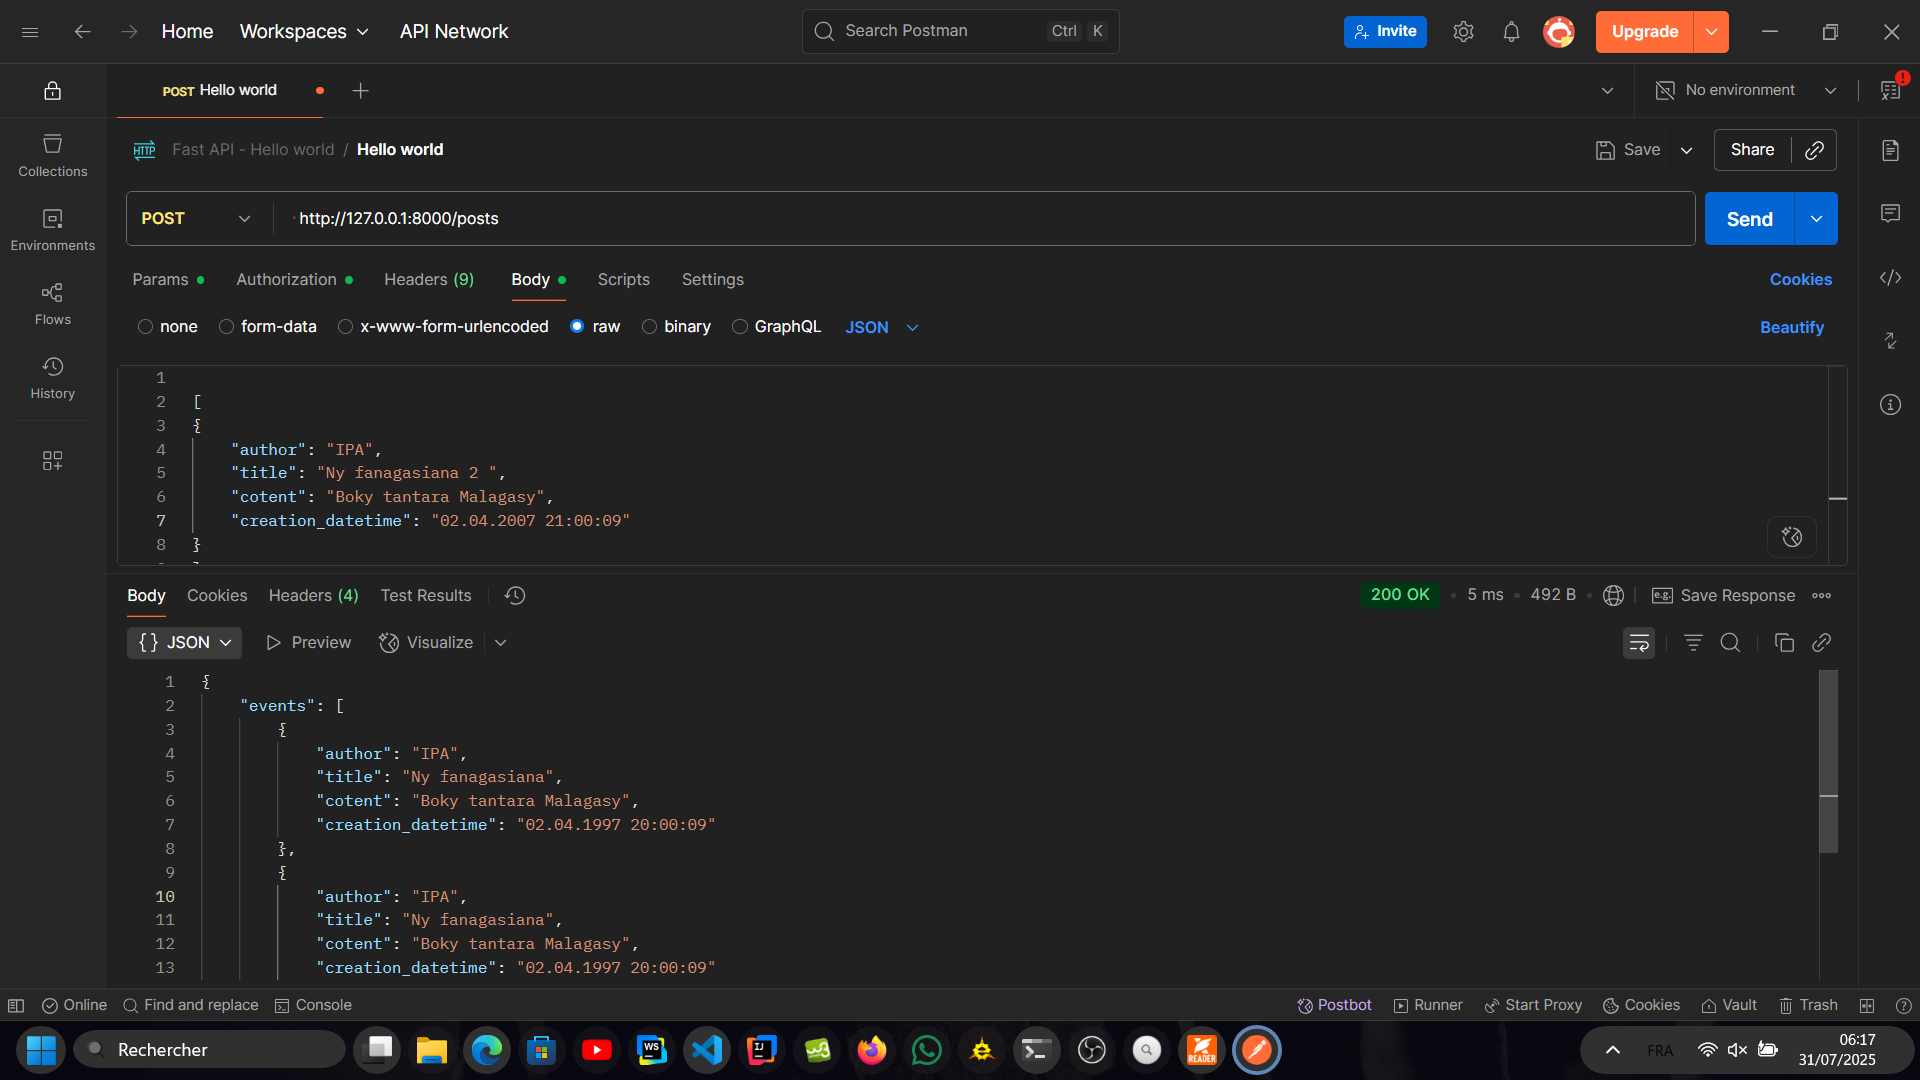 Home Workspaces API Network Search Postman Ctrl K Invite Upgrade
POST Hello world No environment
HTTP Fast API - Hello world / Hello world Save Share
Collections
Environments
Flows
History
POST http://127.0.0.1:8000/posts Send
Params Authorization Headers (9) Body Scripts Settings Cookies
none form-data x-www-form-urlencoded raw binary GraphQL JSON Beautify
1
2 [
3 {
4 "author": "IPA",
5 "title": "Ny fanagasiana 2 ",
6 "cotent": "Boky tantara Malagasy",
7 "creation_datetime": "02.04.2007 21:00:09"
8 }
Body Cookies Headers (4) Test Results 200 OK • 5 ms • 492 B • e.g. Save Response
{} JSON Preview Visualize
1 {
2 "events": [
3 {
4 "author": "IPA",
5 "title": "Ny fanagasiana",
6 "cotent": "Boky tantara Malagasy",
7 "creation_datetime": "02.04.1997 20:00:09"
8 },
9 {
10 "author": "IPA",
11 "title": "Ny fanagasiana",
12 "cotent": "Boky tantara Malagasy",
13 "creation_datetime": "02.04.1997 20:00:09"
Online Find and replace Console Postbot Runner Start Proxy Cookies Vault Trash
Rechercher WS IJ READER FRA 06:17
31/07/2025